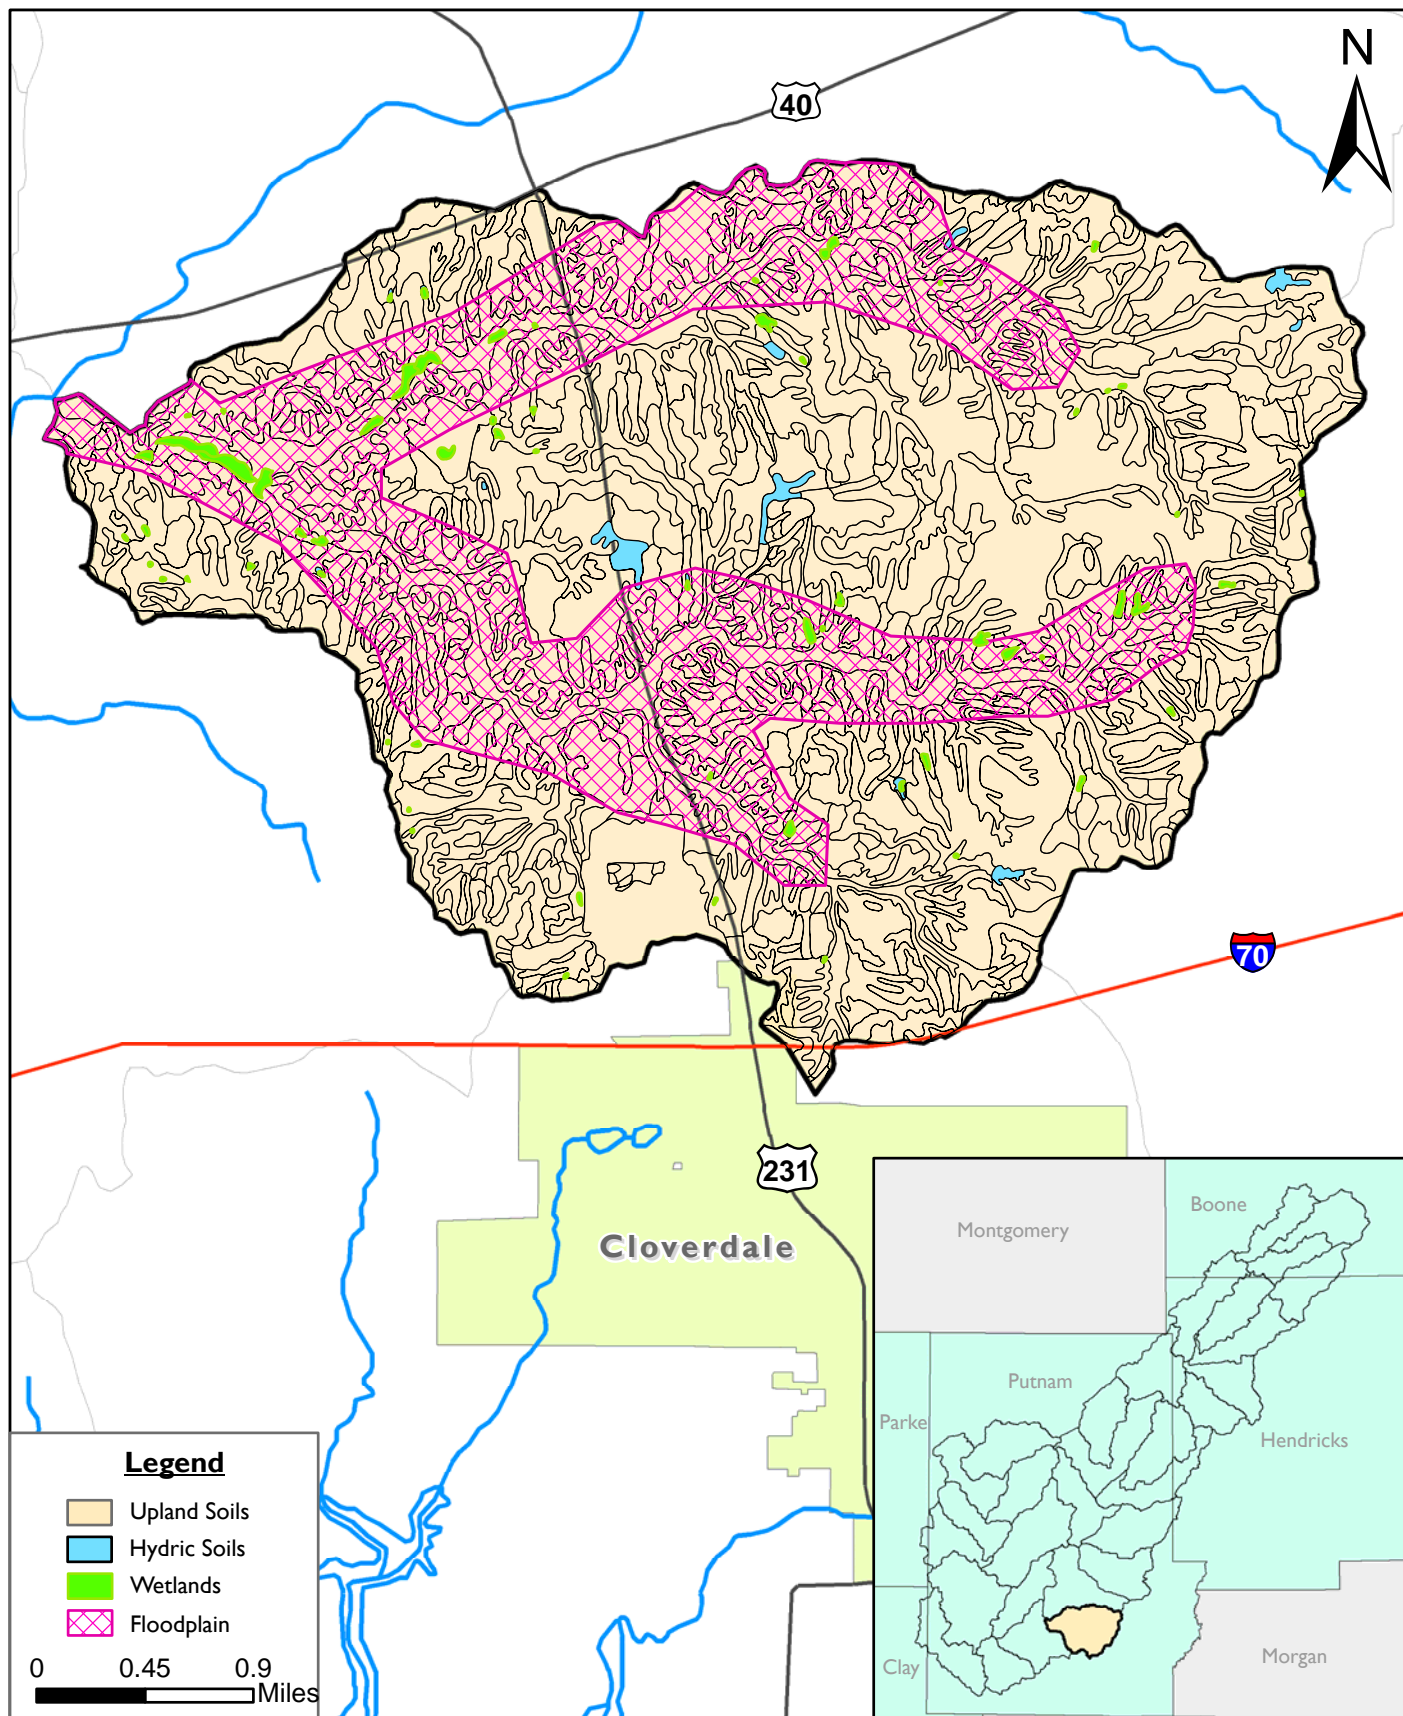 N
40
70
231
Cloverdale
Montgomery
Boone
Putnam
Parke
Hendricks
Clay
Morgan
Legend
Upland Soils
Hydric Soils
Wetlands
Floodplain
0 0.45 0.9
Miles